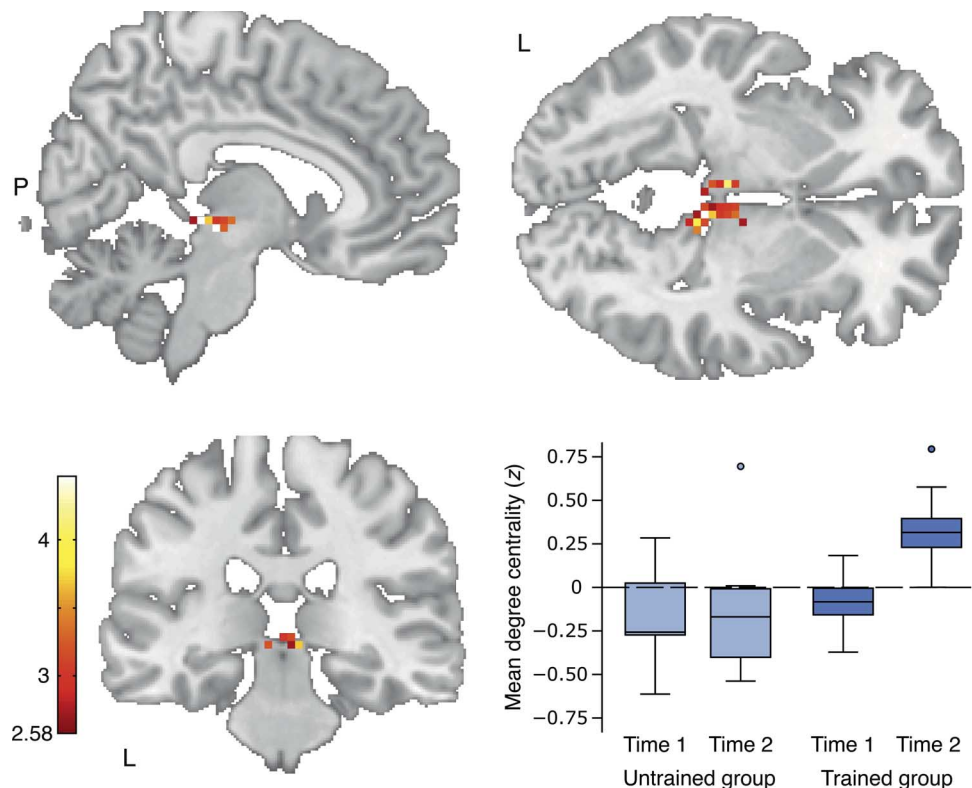 L
P
4
3
2.58
L
Mean degree centrality (z)
0.75
0.50
0.25
0
−0.25
−0.50
−0.75
Time 1 Time 2 Time 1 Time 2
Untrained group Trained group